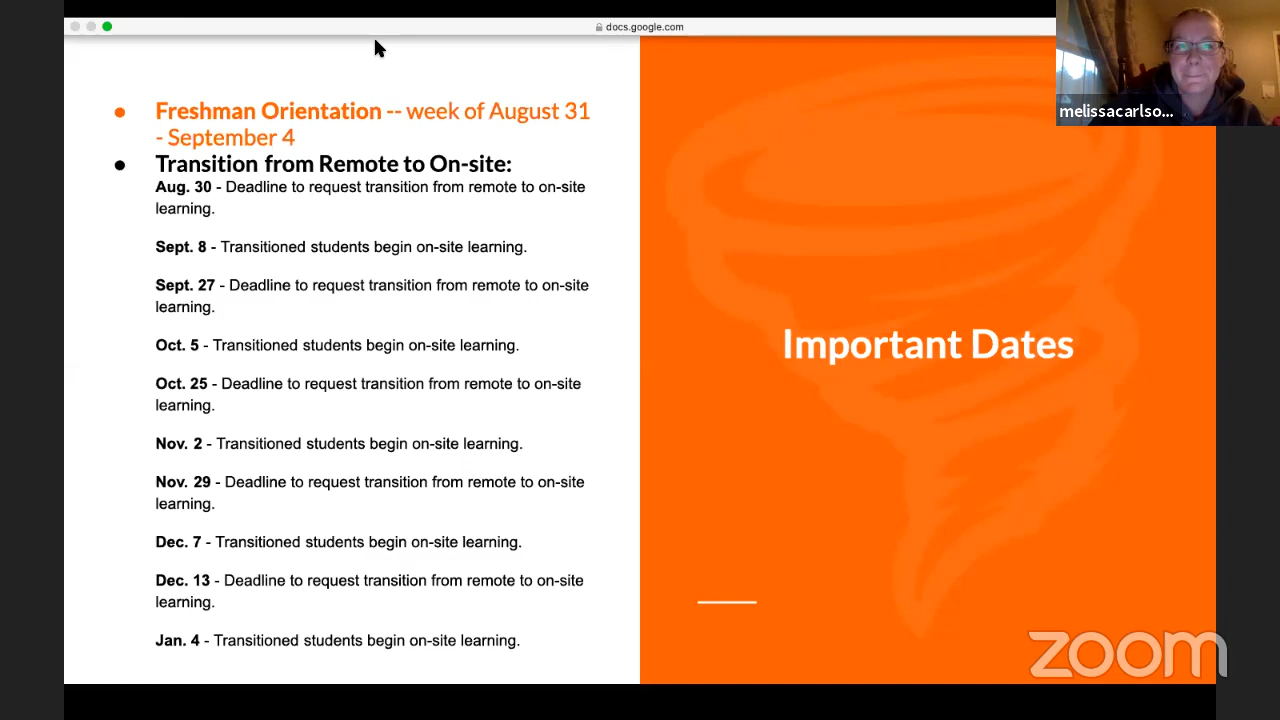 docs.google.com
Freshman Orientation -- week of August 31
- September 4
Transition from Remote to On-site:
Aug. 30 - Deadline to request transition from remote to on-site
learning.
Sept. 8 - Transitioned students begin on-site learning.
Sept. 27 - Deadline to request transition from remote to on-site
learning.
Oct. 5 - Transitioned students begin on-site learning.
Oct. 25 - Deadline to request transition from remote to on-site
learning.
Nov. 2 - Transitioned students begin on-site learning.
Nov. 29 - Deadline to request transition from remote to on-site
learning.
Dec. 7 - Transitioned students begin on-site learning.
Dec. 13 - Deadline to request transition from remote to on-site
learning.
Jan. 4 - Transitioned students begin on-site learning.
Important Dates
melissacarlso...
zoom